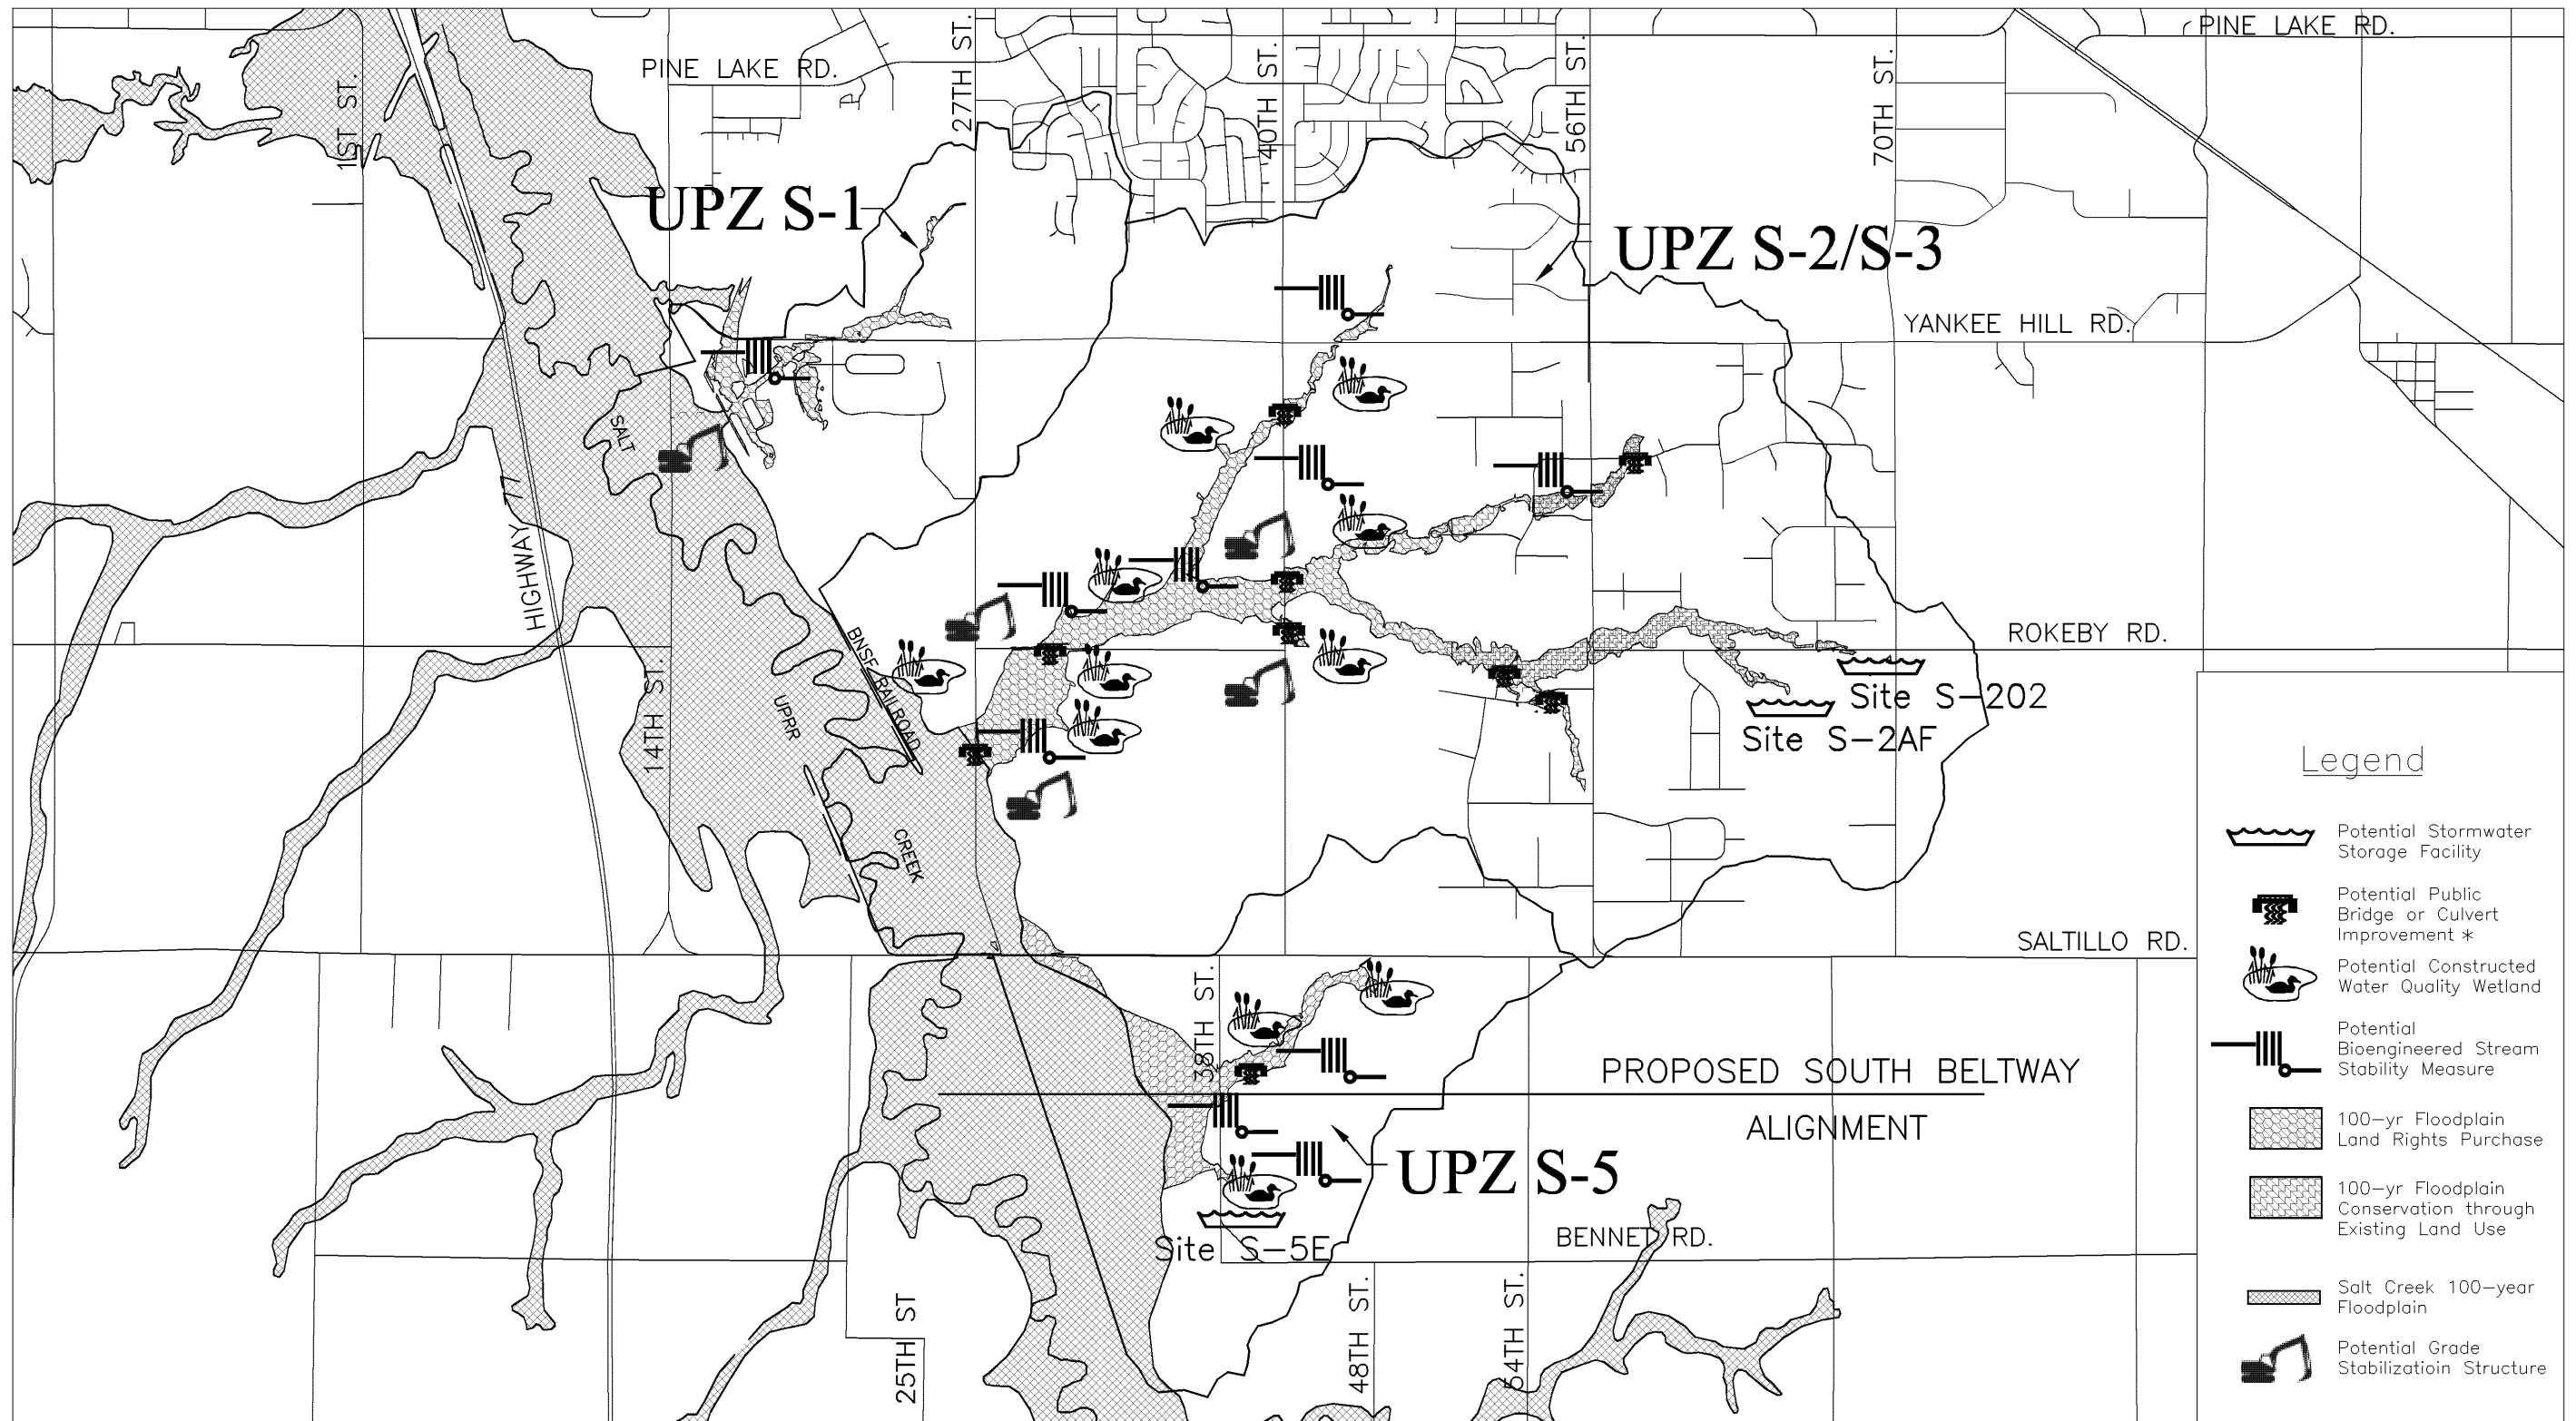 PINE LAKE RD.
PINE LAKE RD.
1ST ST.
27TH ST.
40TH ST.
56TH ST.
70TH ST.
UPZ S-1
UPZ S-2/S-3
YANKEE HILL RD.
SALT
HIGHWAY 77
BNSF RAILROAD
UPRR
CREEK
14TH ST.
ROKEBY RD.
Site S-202
Site S-2AF
SALTILLO RD.
38TH ST.
PROPOSED SOUTH BELTWAY
ALIGNMENT
UPZ S-5
Site S-5E
BENNET RD.
25TH ST
48TH ST.
54TH ST.
Legend
Potential Stormwater
Storage Facility
Potential Public
Bridge or Culvert
Improvement *
Potential Constructed
Water Quality Wetland
Potential
Bioengineered Stream
Stability Measure
100-yr Floodplain
Land Rights Purchase
100-yr Floodplain
Conservation through
Existing Land Use
Salt Creek 100-year
Floodplain
Potential Grade
Stabilizatioin Structure